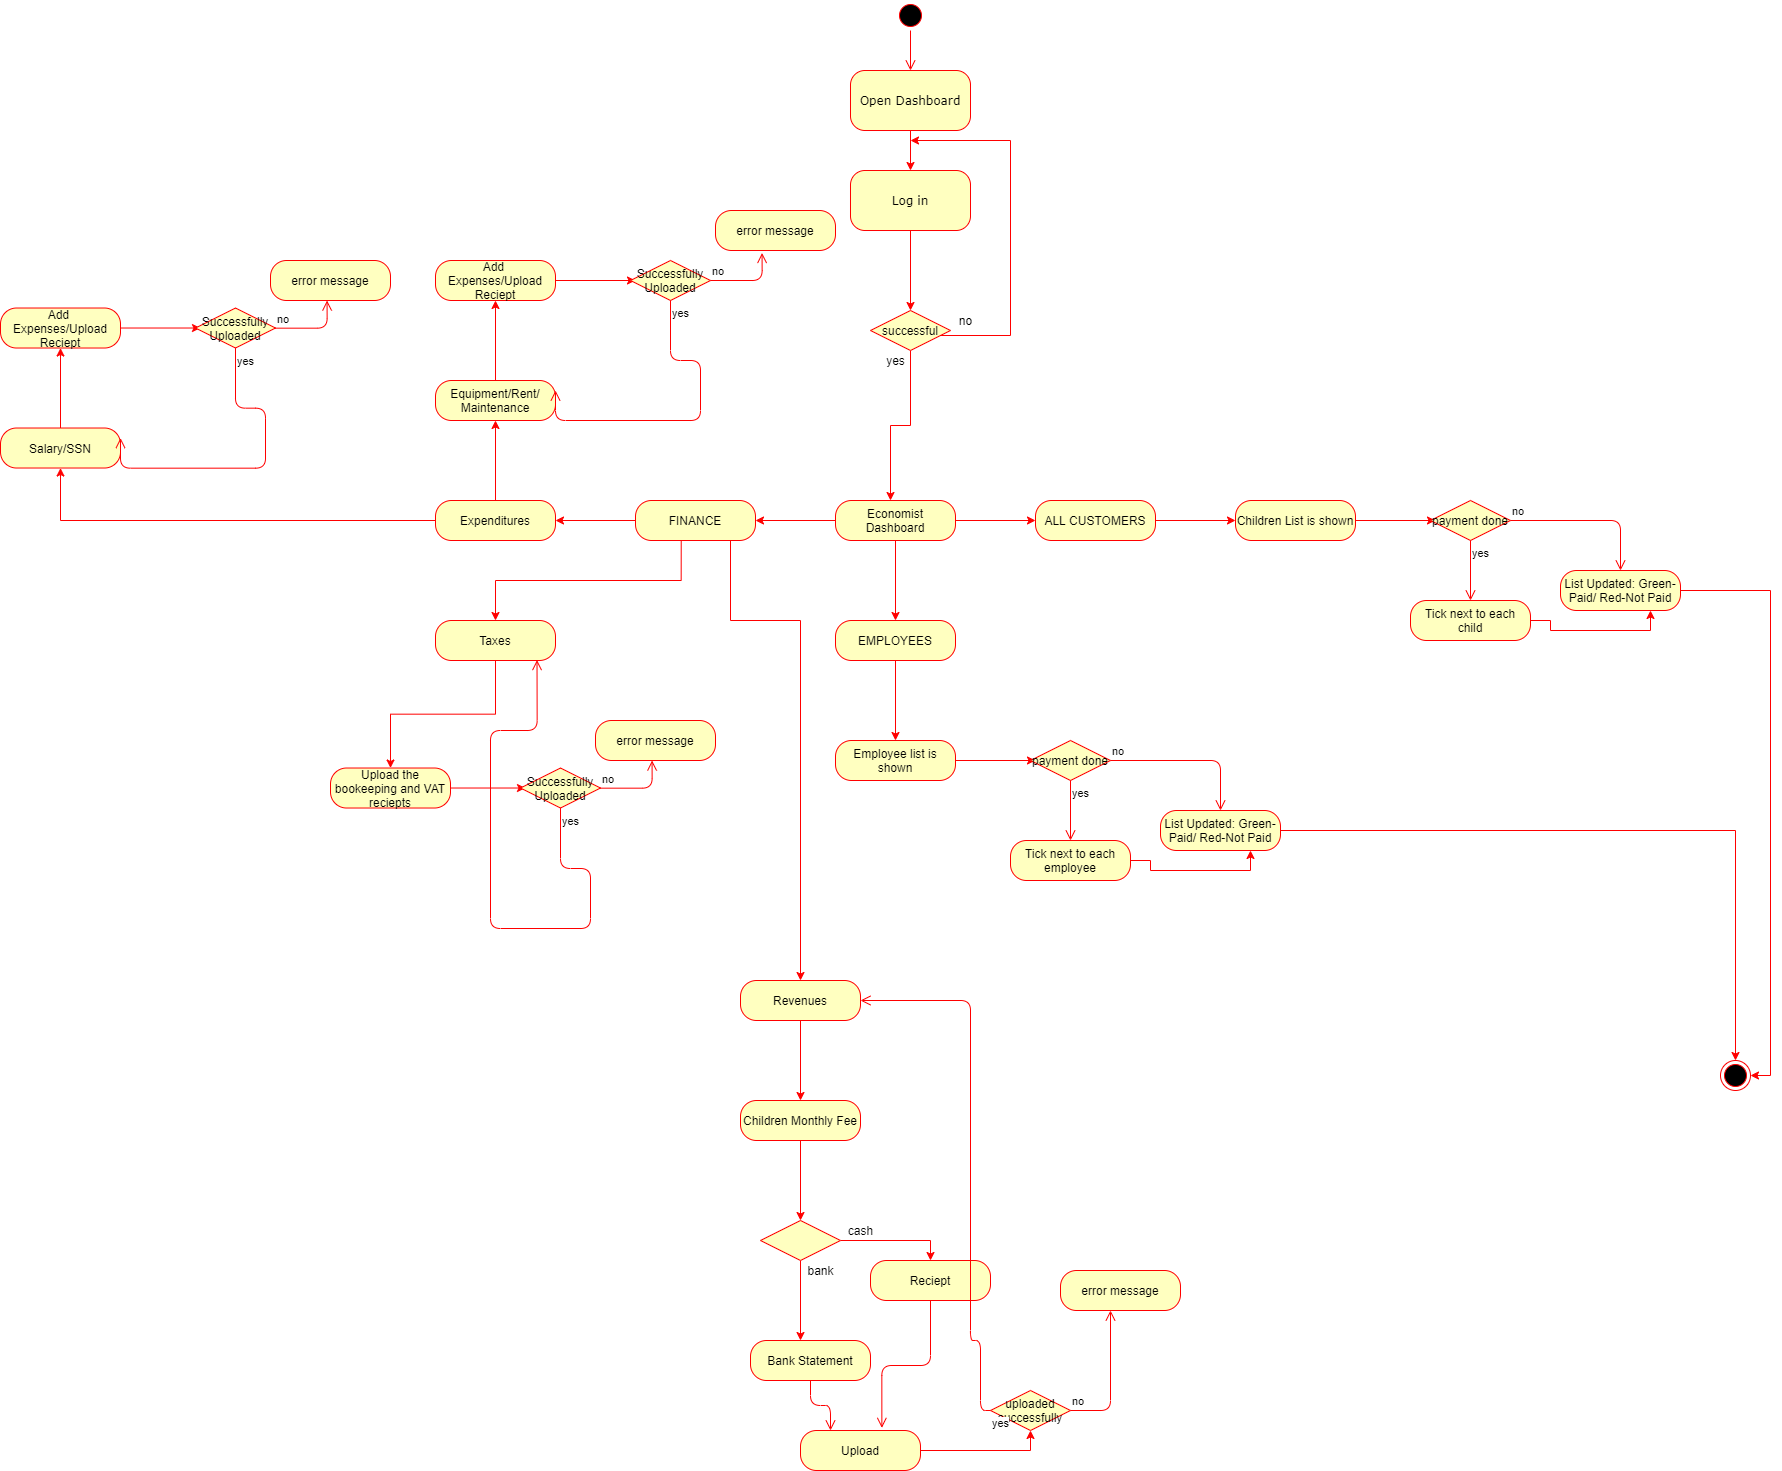 Open Dashboard
Log in
error message
Add
Expenses/Upload
Reciept
Successfully
Uploaded
no
yes
error message
Add
Expenses/Upload
Reciept
Successfully
Uploaded
no
yes
successful
no
yes
Equipment/Rent/
Maintenance
Salary/SSN
Expenditures
FINANCE
Economist
Dashboard
ALL CUSTOMERS
Children List is shown
payment done
no
yes
List Updated: Green-
Paid/ Red-Not Paid
Tick next to each
child
Taxes
EMPLOYEES
error message
Upload the
bookeeping and VAT
reciepts
Successfully
Uploaded
no
yes
Employee list is
shown
payment done
no
yes
List Updated: Green-
Paid/ Red-Not Paid
Tick next to each
employee
Revenues
Children Monthly Fee
cash
bank
Reciept
error message
Bank Statement
uploaded
successfully
no
yes
Upload